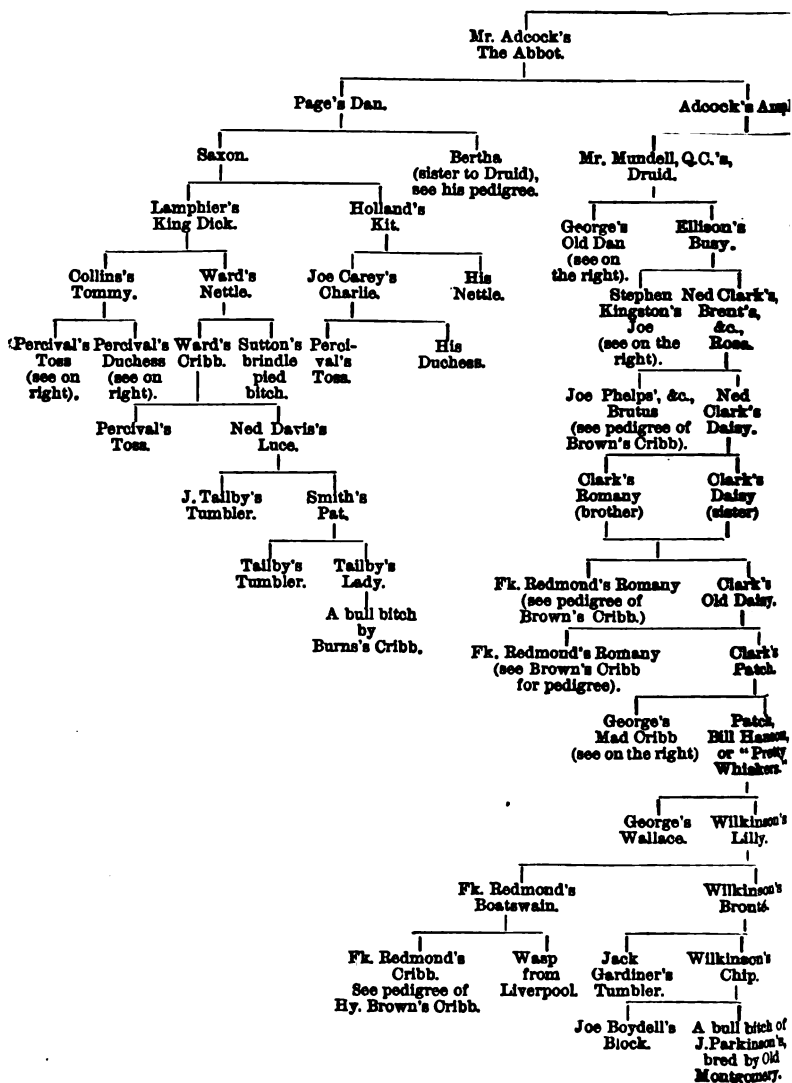 Mr. Adcock's
The Abbot.
Page's Dan.
Adcock's
Saxon.
Bertha
(sister to Druid),
see his pedigree.
Mr. Mundell, Q.C.'s,
Druid.
Lamphier's
King Dick.
Holland's
Kit.
George's
Old Dan
(see on
the right).
Ellison's
Busy.
Collins's
Tommy.
Ward's
Nettle.
Joe Carey's
Charlie.
His
Nettle.
Stephen
Kingston's
Joe
(see on the
right).
Ned Clark's,
Brent's,
&c.,
Rosa.
Percival's
Toss
(see on
right).
Percival's
Duchess
(see on
right).
Ward's
Cribb.
Sutton's
brindle
pied
bitch.
Perci-
val's
Toss.
His
Duchess.
Joe Phelps', &c.,
Brutus
(see pedigree of
Brown's Cribb).
Ned
Clark's
Daisy.
Percival's
Toss.
Ned Davis's
Luce.
J. Tailby's
Tumbler.
Smith's
Pat.
Clark's
Romany
(brother)
Clark's
Daisy
(sister)
Tailby's
Tumbler.
Tailby's
Lady.
A bull bitch
by
Burns's Cribb.
Fk. Redmond's Romany
(see pedigree of
Brown's Cribb.)
Clark's
Old Daisy.
Fk. Redmond's Romany
(see Brown's Cribb
for pedigree).
Clark's
Patch.
George's
Mad Cribb
(see on the right)
Patch,
Bill Hanson,
or "Pretty
Whiskers."
George's
Wallace.
Wilkinson's
Lilly.
Fk. Redmond's
Boatswain.
Wilkinson's
Bronté.
Fk. Redmond's
Cribb.
See pedigree of
Hy. Brown's Cribb.
Wasp
from
Liverpool.
Jack
Gardiner's
Tumbler.
Wilkinson's
Chip.
Joe Boydell's
Block.
A bull bitch of
J. Parkinson's,
bred by Old
Montgomery.